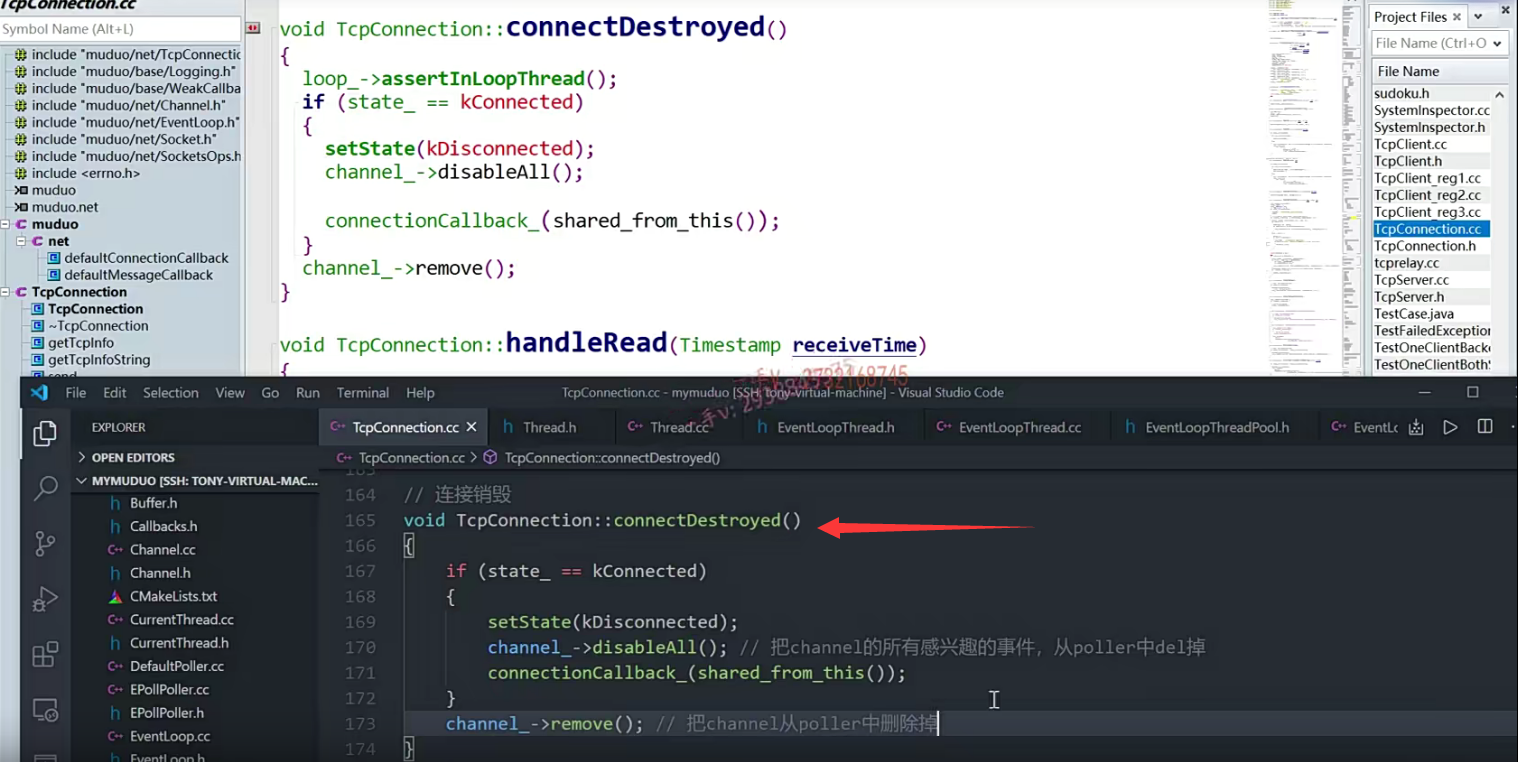 TcpConnection.cc
Symbol Name (Alt+L)
include "muduo/net/TcpConnectic
include "muduo/base/Logging.h"
include "muduo/base/WeakCallba
include "muduo/net/Channel.h"
include "muduo/net/EventLoop.h"
include "muduo/net/Socket.h"
include "muduo/net/SocketsOps.h
include <errno.h>
muduo
muduo.net
muduo
net
defaultConnectionCallback
defaultMessageCallback
TcpConnection
TcpConnection
~TcpConnection
getTcpInfo
getTcpInfoString
send
void TcpConnection::connectDestroyed()
{
loop_->assertInLoopThread();
if (state_ == kConnected)
{
setState(kDisconnected);
channel_->disableAll();
connectionCallback_(shared_from_this());
}
channel_->remove();
}
void TcpConnection::handleRead(Timestamp receiveTime)
{
Project Files
File Name (Ctrl+O
File Name
sudoku.h
SystemInspector.cc
SystemInspector.h
TcpClient.cc
TcpClient.h
TcpClient_reg1.cc
TcpClient_reg2.cc
TcpClient_reg3.cc
TcpConnection.cc
TcpConnection.h
tcprelay.cc
TcpServer.cc
TcpServer.h
TestCase.java
TestFailedException
TestOneClientBack
TestOneClientBoth
File Edit Selection View Go Run Terminal Help
TcpConnection.cc - mymuduo [SSH: tony-virtual-machine] - Visual Studio Code
EXPLORER
OPEN EDITORS
MYMUDUO [SSH: TONY-VIRTUAL-MAC...
Buffer.h
Callbacks.h
Channel.cc
Channel.h
CMakeLists.txt
CurrentThread.cc
CurrentThread.h
DefaultPoller.cc
EPollPoller.cc
EPollPoller.h
EventLoop.cc
EventLoop.h
C++ TcpConnection.cc h Thread.h C++ Thread.cc h EventLoopThread.h C++ EventLoopThread.cc h EventLoopThreadPool.h C++ EventLc
C++ TcpConnection.cc > TcpConnection::connectDestroyed()
163
164 // 连接销毁
165 void TcpConnection::connectDestroyed()
166 {
167 if (state_ == kConnected)
168 {
169 setState(kDisconnected);
170 channel_->disableAll(); // 把channel的所有感兴趣的事件，从poller中del掉
171 connectionCallback_(shared_from_this());
172 }
173 channel_->remove(); // 把channel从poller中删除掉
174 }